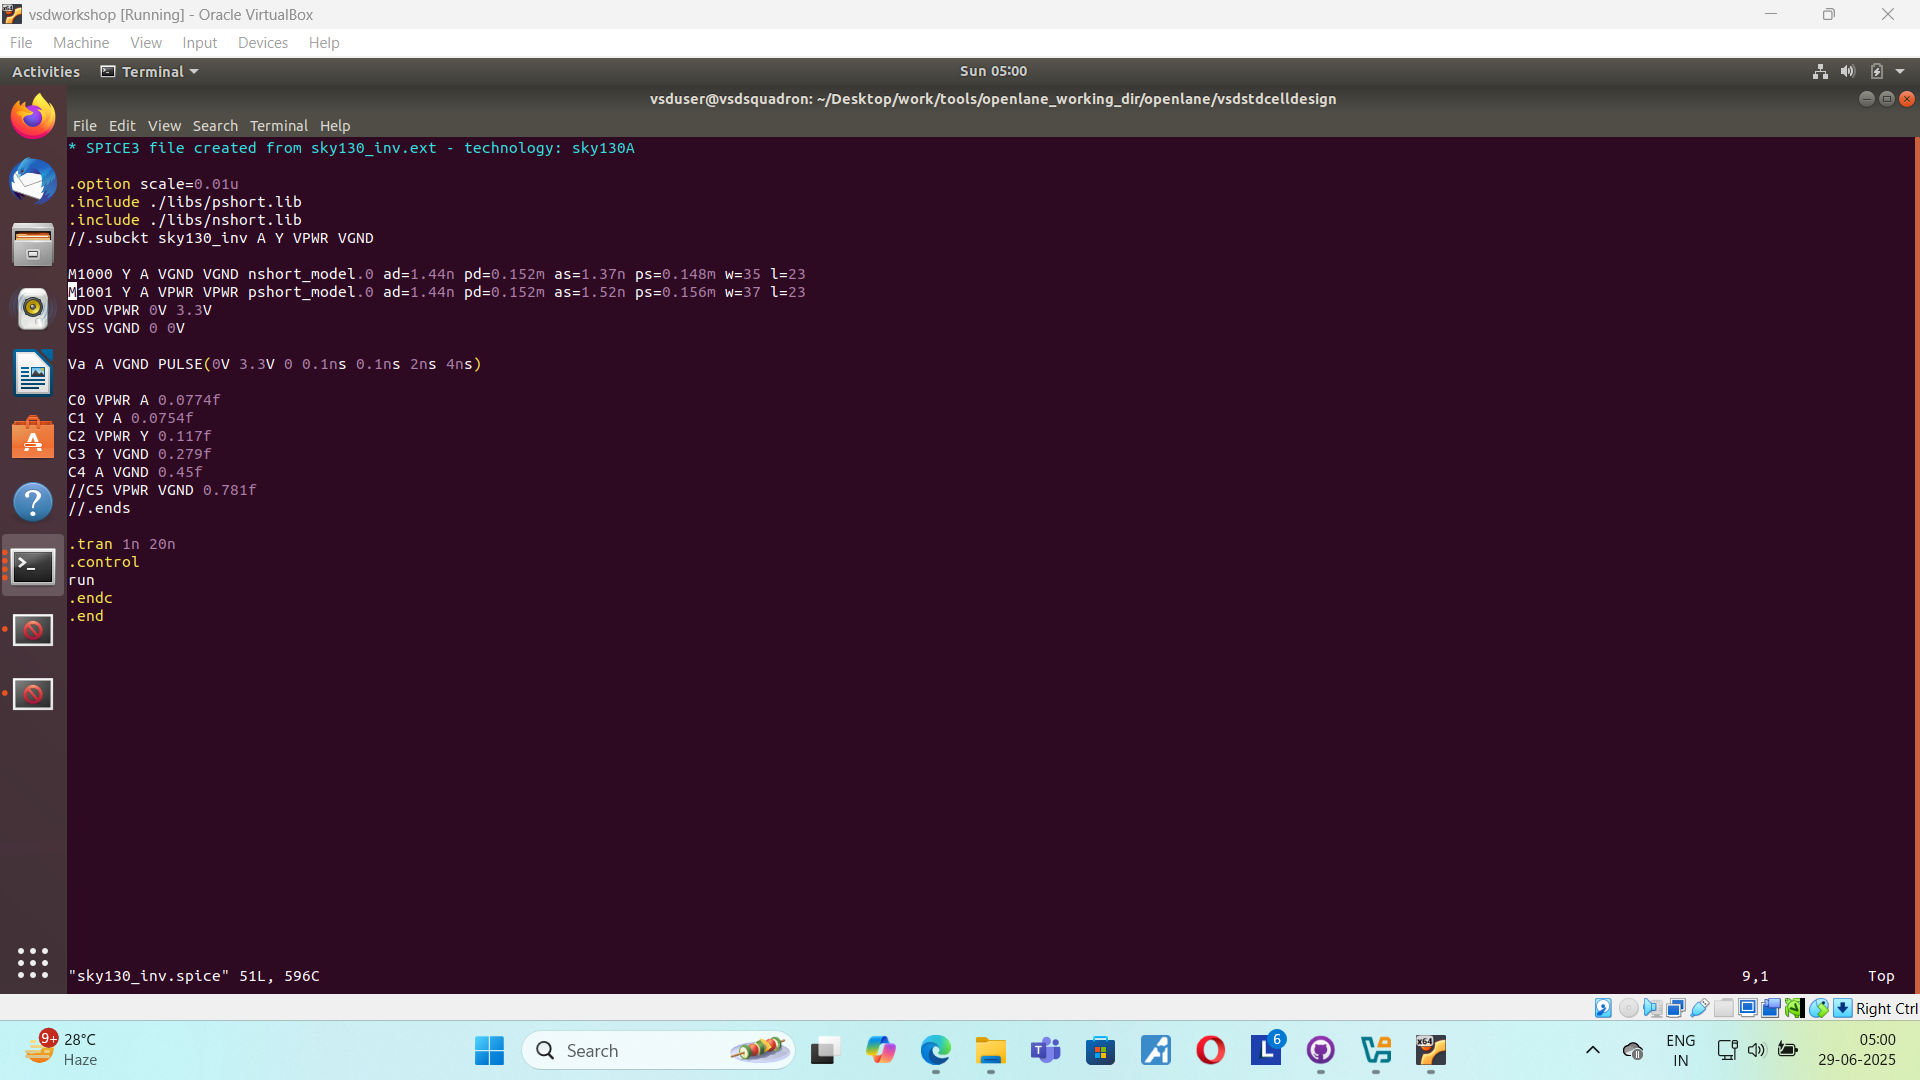 vsdworkshop [Running] - Oracle VirtualBox
File Machine View Input Devices Help
Activities Terminal Sun 05:00
vsduser@vsdsquadron: ~/Desktop/work/tools/openlane_working_dir/openlane/vsdstdcelldesign
File Edit View Search Terminal Help
* SPICE3 file created from sky130_inv.ext - technology: sky130A
.option scale=0.01u
.include ./libs/pshort.lib
.include ./libs/nshort.lib
//.subckt sky130_inv A Y VPWR VGND
M1000 Y A VGND VGND nshort_model.0 ad=1.44n pd=0.152m as=1.37n ps=0.148m w=35 l=23
M1001 Y A VPWR VPWR pshort_model.0 ad=1.44n pd=0.152m as=1.52n ps=0.156m w=37 l=23
VDD VPWR 0V 3.3V
VSS VGND 0 0V
Va A VGND PULSE(0V 3.3V 0 0.1ns 0.1ns 2ns 4ns)
C0 VPWR A 0.0774f
C1 Y A 0.0754f
C2 VPWR Y 0.117f
C3 Y VGND 0.279f
C4 A VGND 0.45f
//C5 VPWR VGND 0.781f
//.ends
.tran 1n 20n
.control
run
.endc
.end
"sky130_inv.spice" 51L, 596C 9,1 Top
Right Ctrl
9+ 28°C
Haze
Search
6
x64
ENG
IN
05:00
29-06-2025